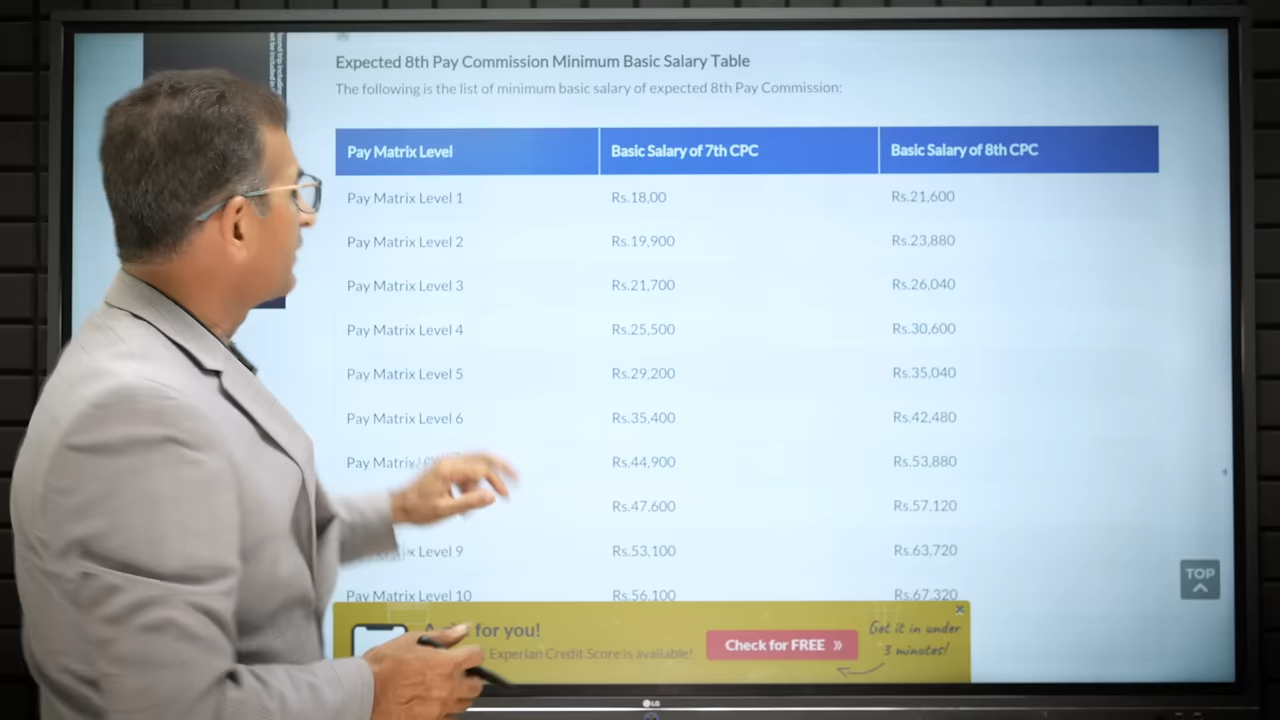 Expected 8th Pay Commission Minimum Basic Salary Table
The following is the list of minimum basic salary of expected 8th Pay Commission:
Pay Matrix Level Basic Salary of 7th CPC Basic Salary of 8th CPC
Pay Matrix Level 1 Rs.18,00 Rs.21,600
Pay Matrix Level 2 Rs.19,900 Rs.23,880
Pay Matrix Level 3 Rs.21,700 Rs.26,040
Pay Matrix Level 4 Rs.25,500 Rs.30,600
Pay Matrix Level 5 Rs.29,200 Rs.35,040
Pay Matrix Level 6 Rs.35,400 Rs.42,480
Pay Matrix Rs.44,900 Rs.53,880
Rs.47,600 Rs.57,120
Level 9 Rs.53,100 Rs.63,720
Pay Matrix Level 10 Rs.56,100 Rs.67,320
TOP
for you!
Experian Credit Score is available!
Check for FREE »
Get it in under
3 minutes!
LG